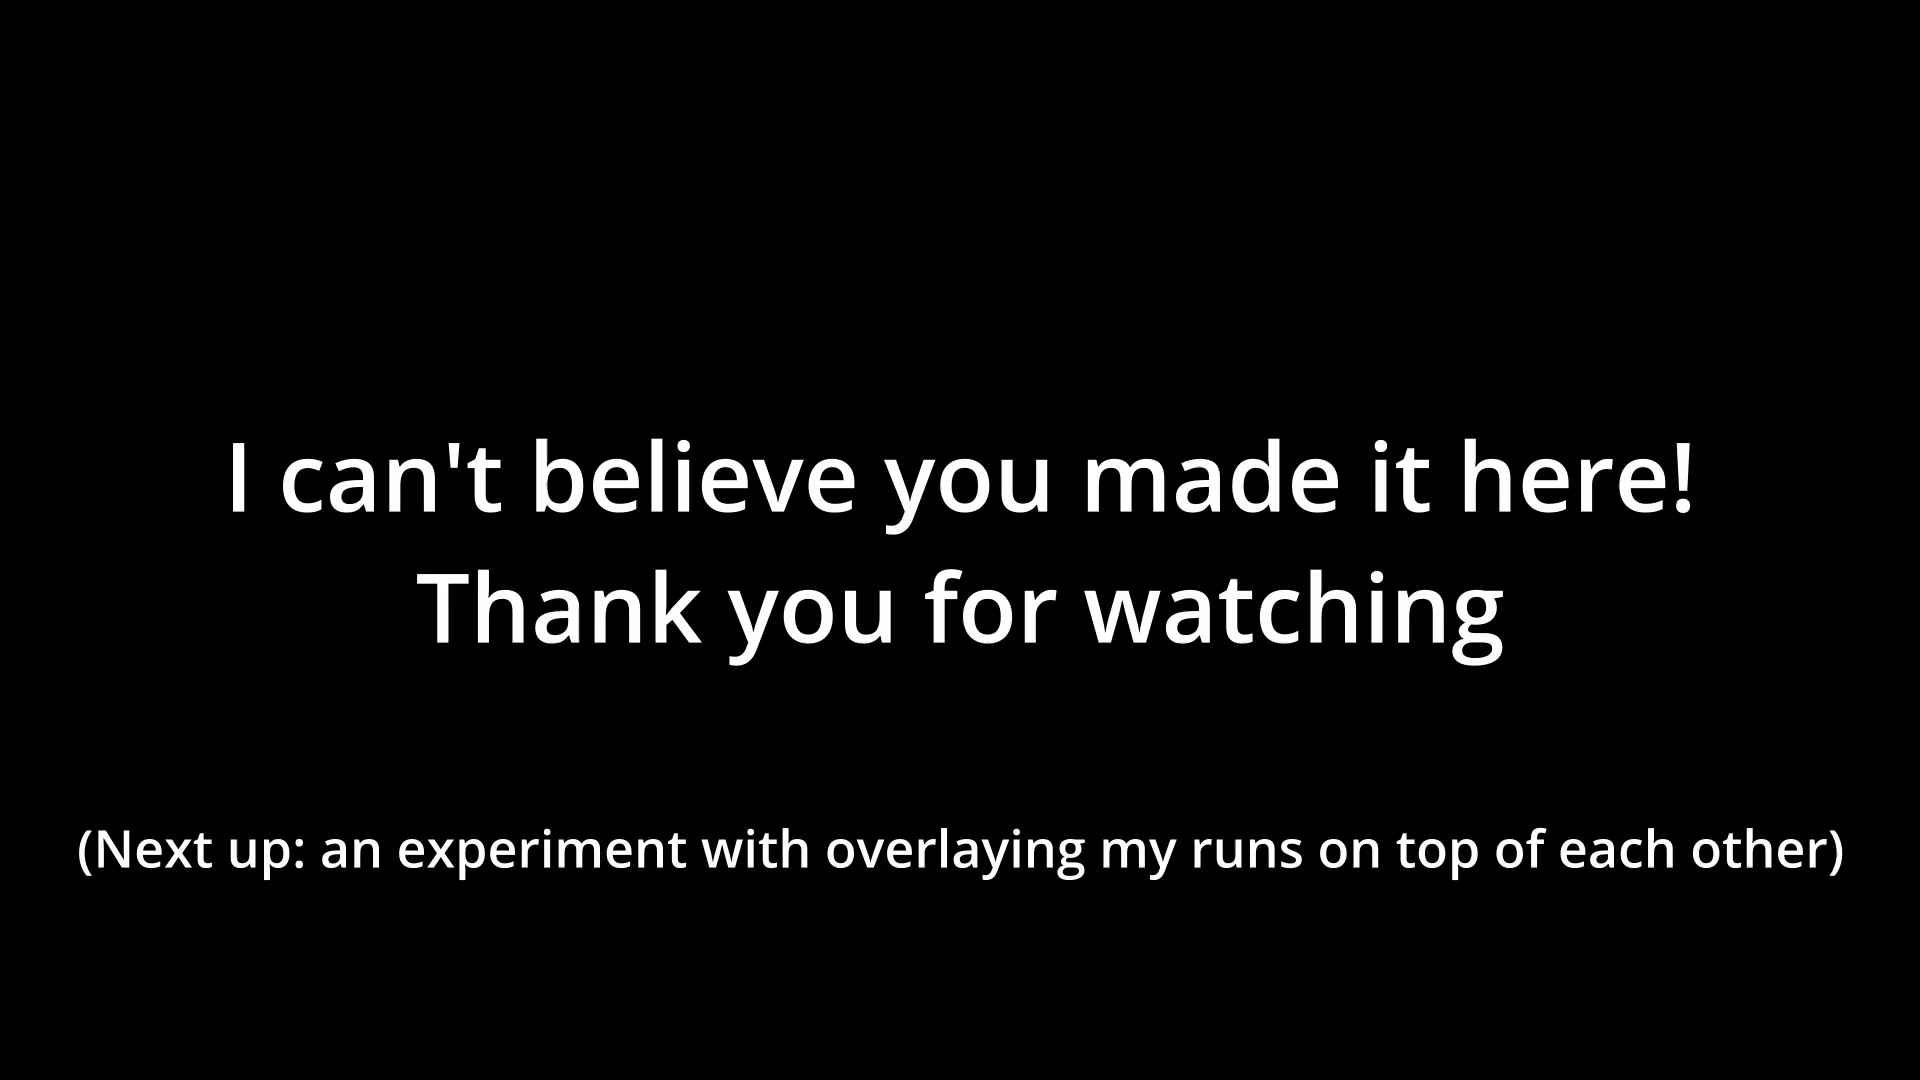 I can't believe you made it here!
Thank you for watching
(Next up: an experiment with overlaying my runs on top of each other)